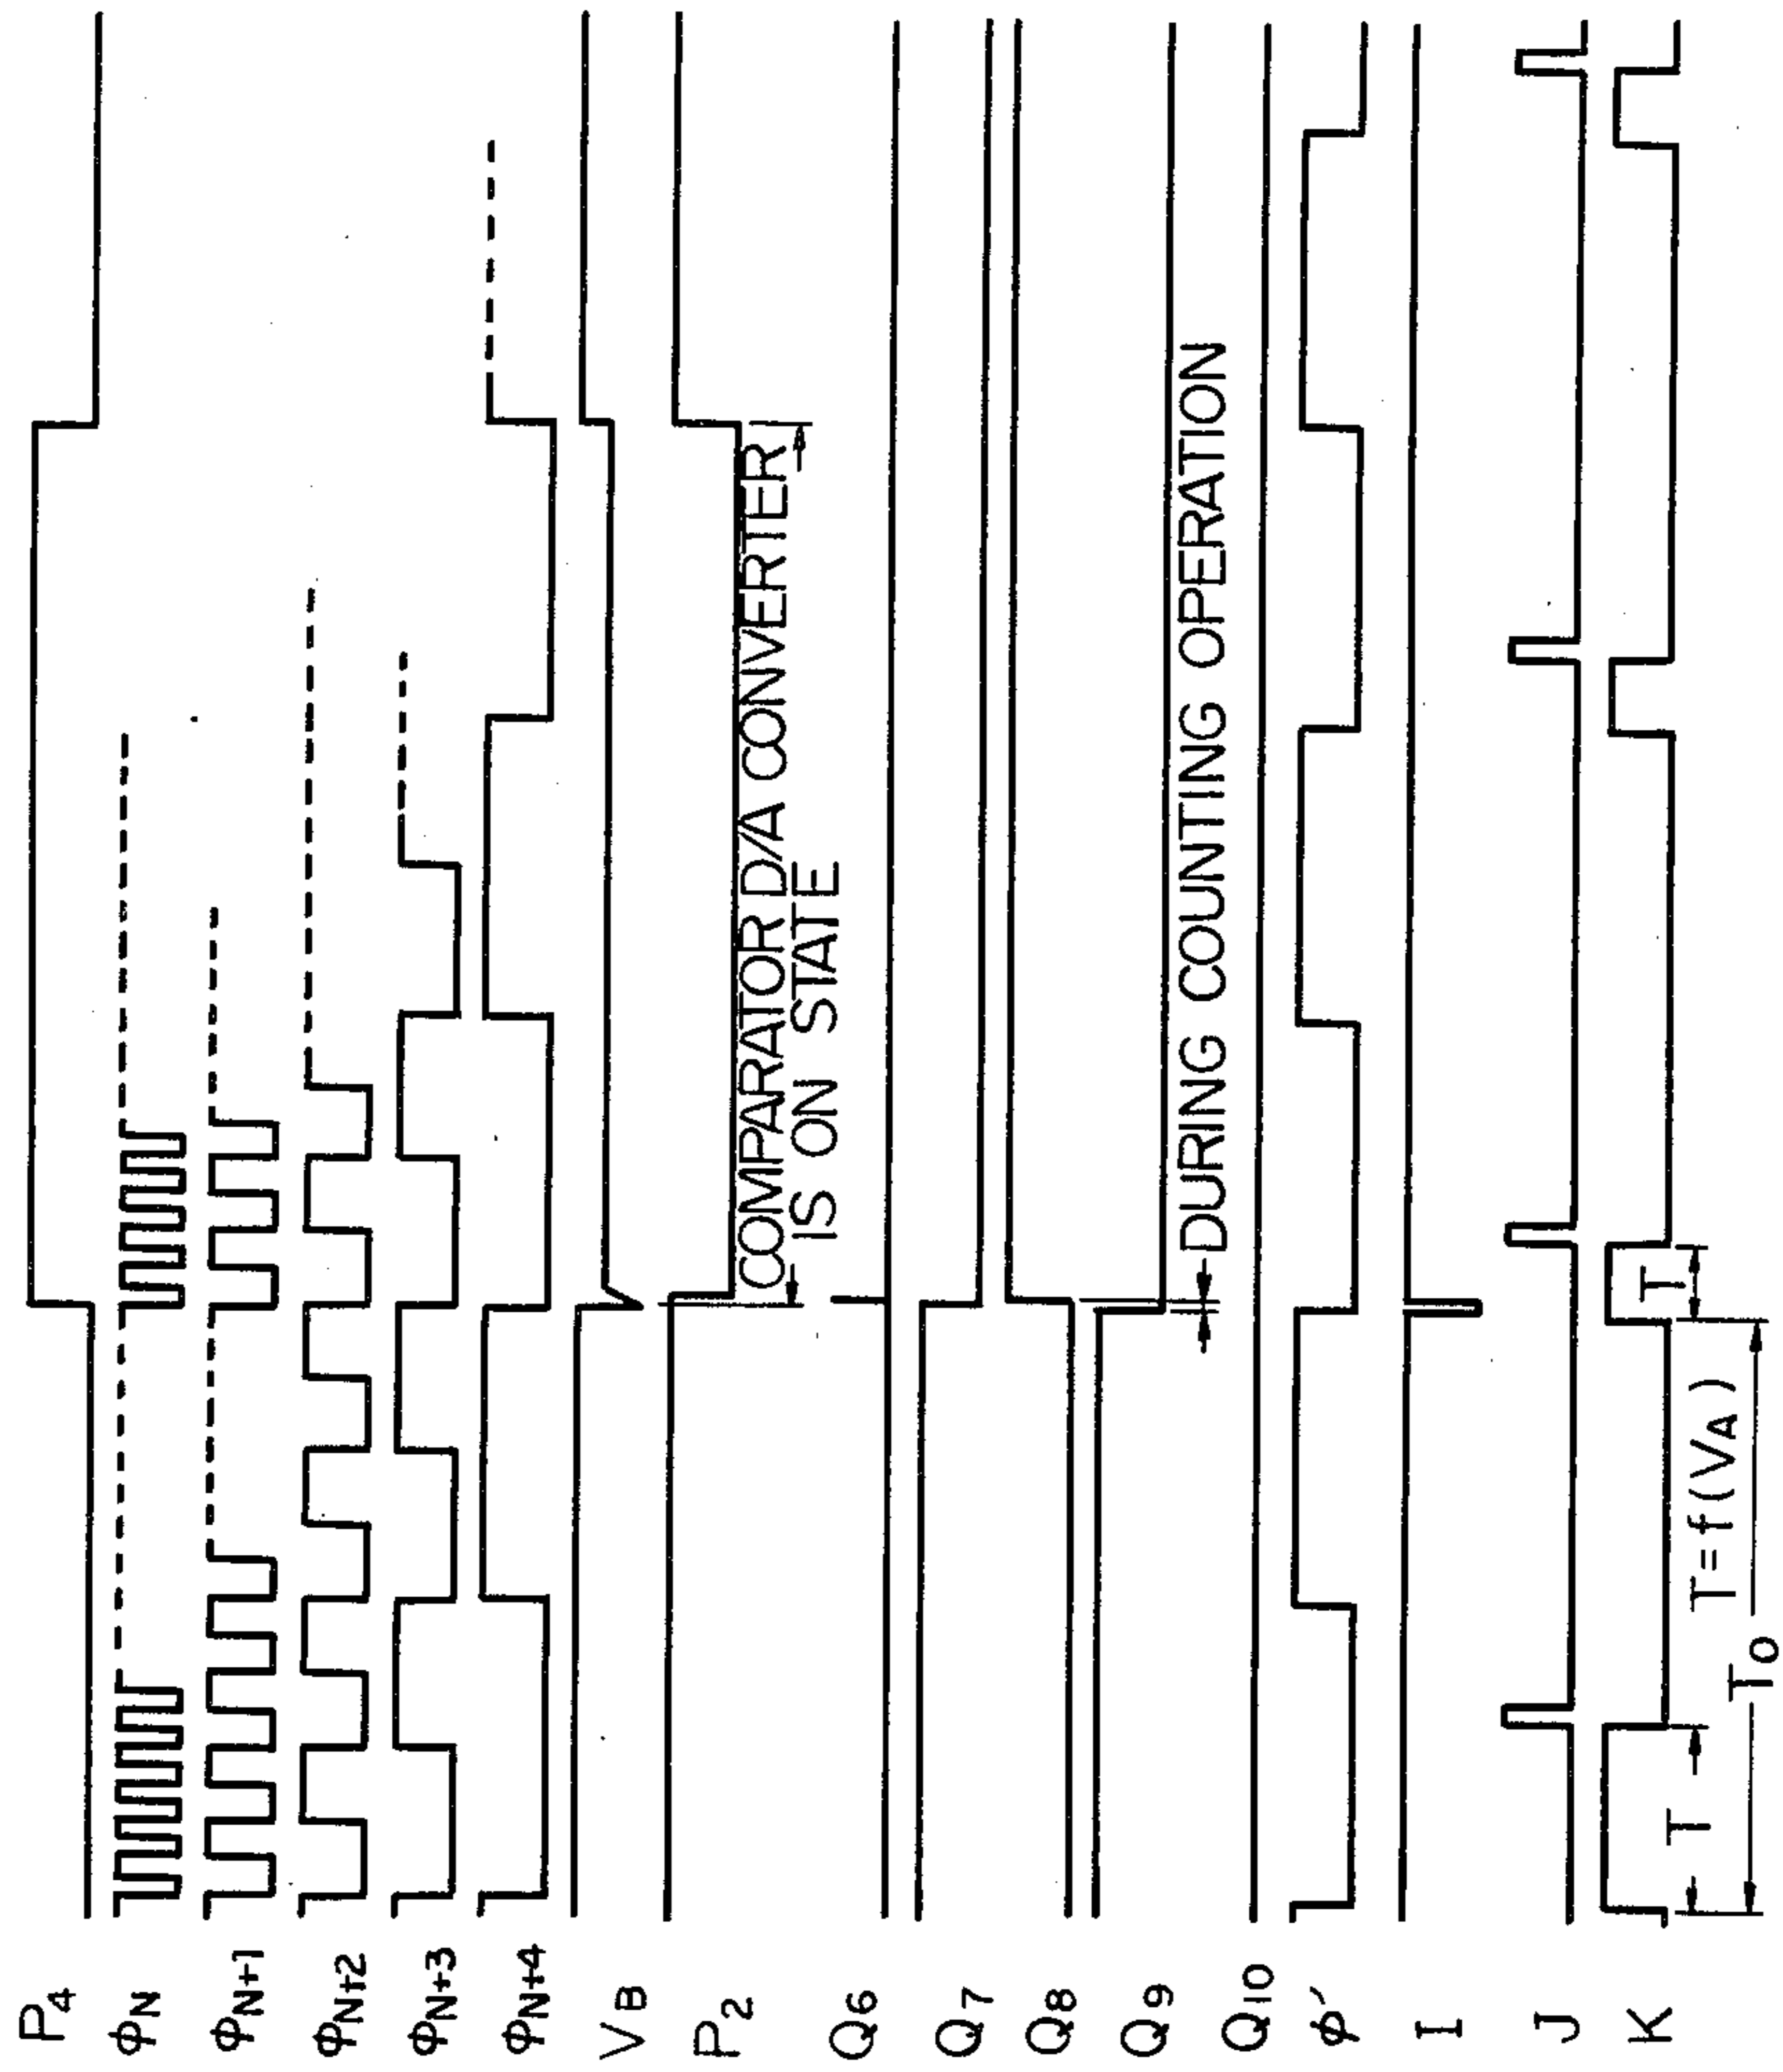 P4
ΦN
ΦN+1
ΦN+2
ΦN+3
ΦN+4
VB
P2
COMPARATOR D/A CONVERTER
IS ON STATE
Q6
Q7
Q8
Q9
DURING COUNTING OPERATION
Q10
Φ′
I
J
K
T
T
T=f(VA)
To